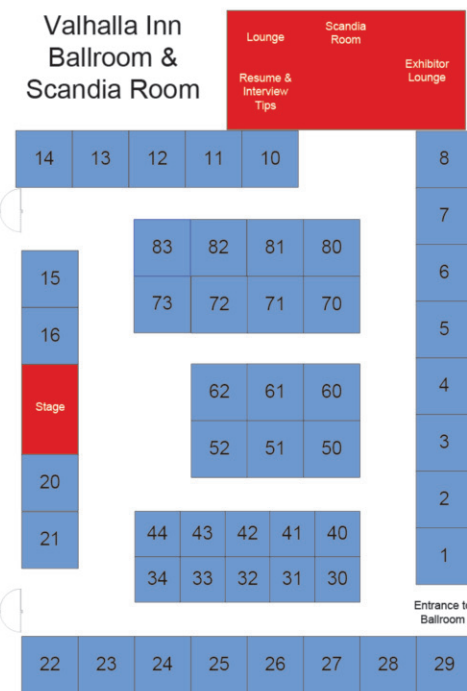 Valhalla Inn
Ballroom &
Scandia Room
Lounge
Scandia
Room
Resume &
Interview
Tips
Exhibitor
Lounge
14 13 12 11 10
8
7
83 82 81 80
6
15
73 72 71 70
5
16
62 61 60
4
Stage
52 51 50
3
20
2
44 43 42 41 40
21
1
34 33 32 31 30
Entrance to
Ballroom
22 23 24 25 26 27 28 29